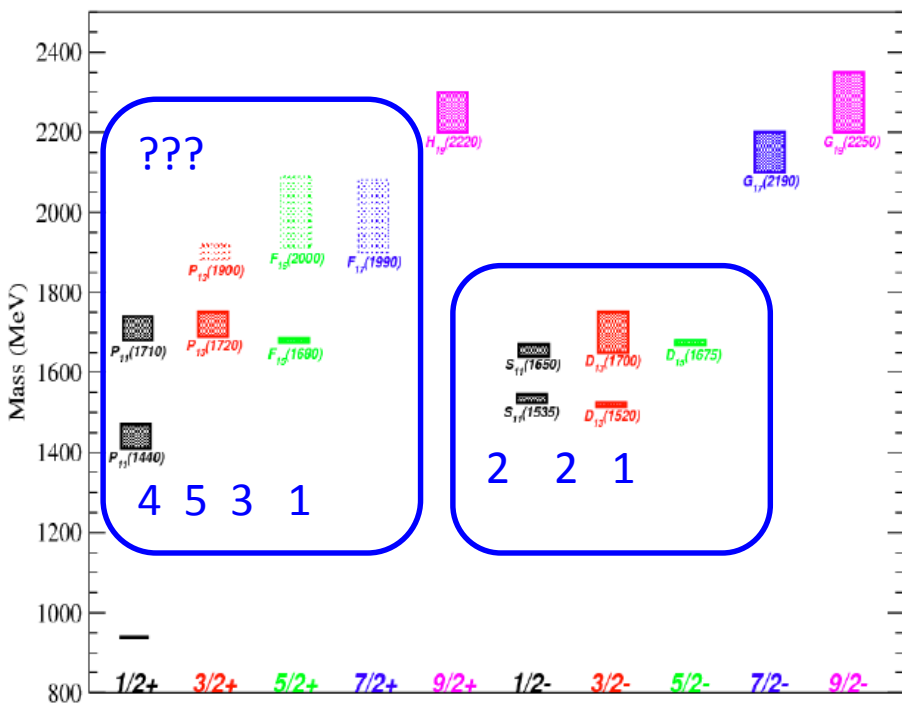 2400
2200
2000
1800
1600
1400
1200
1000
800
Mass (MeV)
???
H19(2220)
G19(2250)
G17(2190)
P13(1900)
F15(2000)
F17(1990)
P11(1710)
P13(1720)
F15(1680)
S11(1650)
D13(1700)
D15(1675)
S11(1535)
D13(1520)
P11(1440)
2 2 1
4 5 3 1
1/2+ 3/2+ 5/2+ 7/2+ 9/2+ 1/2- 3/2- 5/2- 7/2- 9/2-